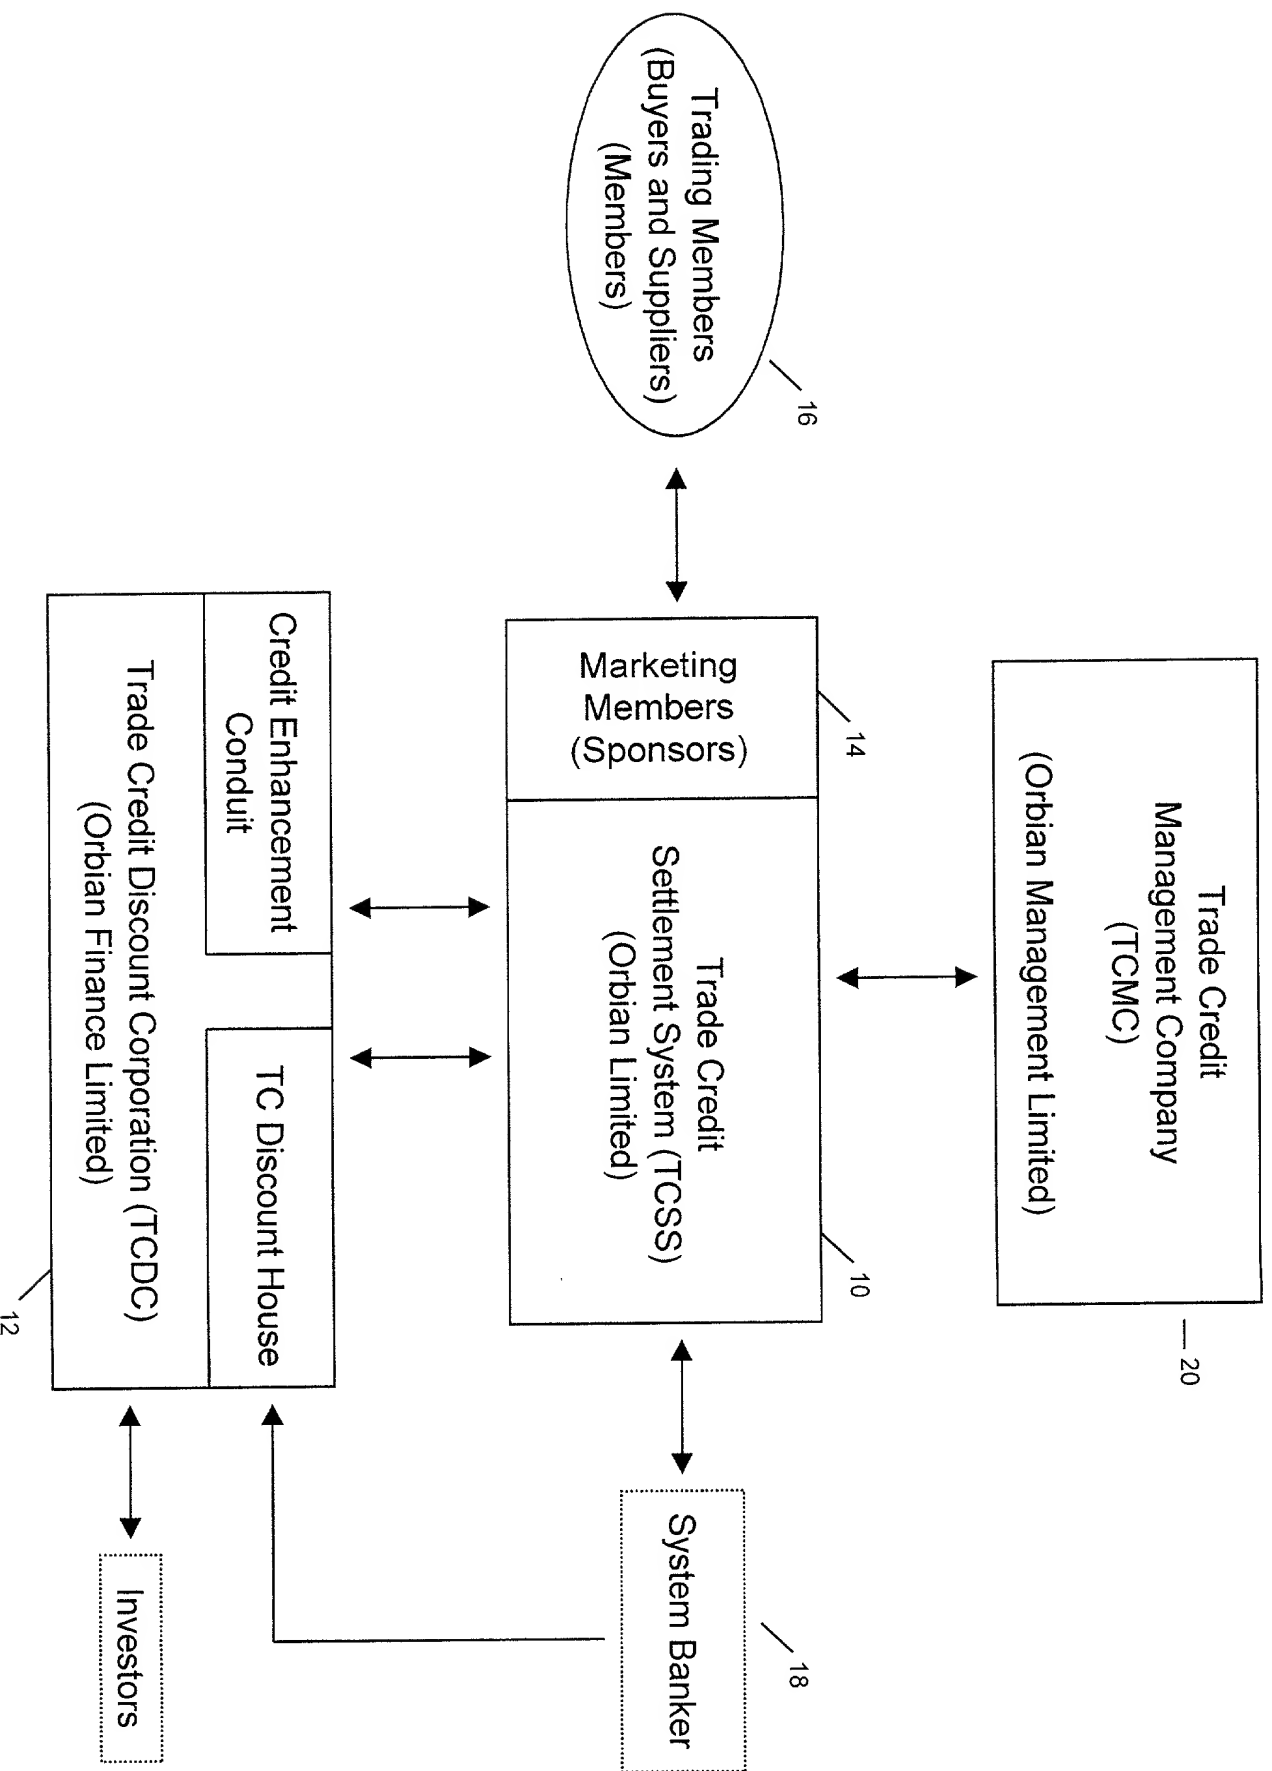 Trade Credit
Management Company
(TCMC)
(Orbian Management Limited)
20
Trading Members
(Buyers and Suppliers)
(Members)
16
Marketing
Members
(Sponsors)
14
Trade Credit
Settlement System (TCSS)
(Orbian Limited)
10
System Banker
18
Credit Enhancement
Conduit
TC Discount House
Trade Credit Discount Corporation (TCDC)
(Orbian Finance Limited)
12
Investors